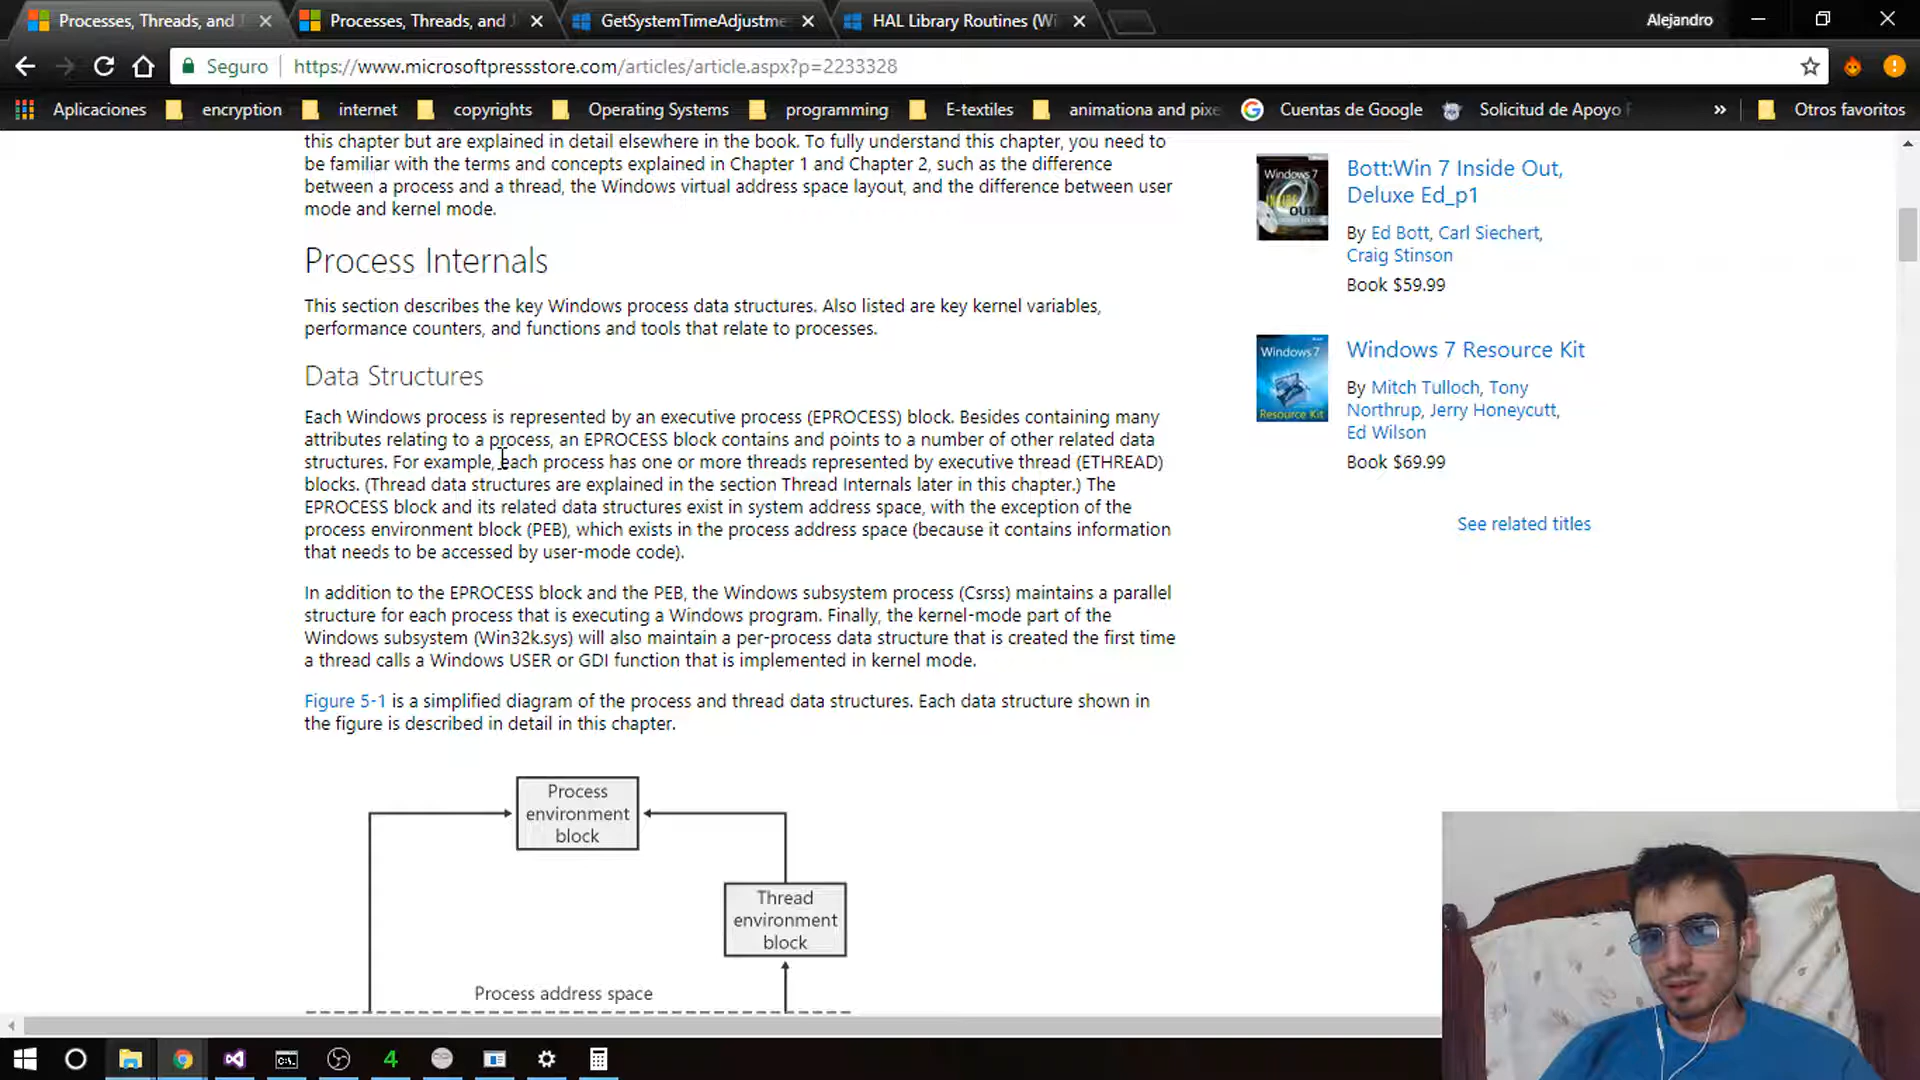 Processes, Threads, and J
Processes, Threads, and J
GetSystemTimeAdjustme
HAL Library Routines (Wi
Alejandro
Seguro
https://www.microsoftpressstore.com/articles/article.aspx?p=2233328
Aplicaciones
encryption
internet
copyrights
Operating Systems
programming
E-textiles
animationa and pixe
Cuentas de Google
Solicitud de Apoyo
»
Otros favoritos
this chapter but are explained in detail elsewhere in the book. To fully understand this chapter, you need to
be familiar with the terms and concepts explained in Chapter 1 and Chapter 2, such as the difference
between a process and a thread, the Windows virtual address space layout, and the difference between user
mode and kernel mode.
Process Internals
This section describes the key Windows process data structures. Also listed are key kernel variables,
performance counters, and functions and tools that relate to processes.
Data Structures
Each Windows process is represented by an executive process (EPROCESS) block. Besides containing many
attributes relating to a process, an EPROCESS block contains and points to a number of other related data
structures. For example, each process has one or more threads represented by executive thread (ETHREAD)
blocks. (Thread data structures are explained in the section Thread Internals later in this chapter.) The
EPROCESS block and its related data structures exist in system address space, with the exception of the
process environment block (PEB), which exists in the process address space (because it contains information
that needs to be accessed by user-mode code).
In addition to the EPROCESS block and the PEB, the Windows subsystem process (Csrss) maintains a parallel
structure for each process that is executing a Windows program. Finally, the kernel-mode part of the
Windows subsystem (Win32k.sys) will also maintain a per-process data structure that is created the first time
a thread calls a Windows USER or GDI function that is implemented in kernel mode.
Figure 5-1 is a simplified diagram of the process and thread data structures. Each data structure shown in
the figure is described in detail in this chapter.
Process
environment
block
Thread
environment
block
Process address space
Windows 7
OUT
Bott:Win 7 Inside Out,
Deluxe Ed_p1
By Ed Bott, Carl Siechert,
Craig Stinson
Book $59.99
Windows 7
Resource Kit
Windows 7 Resource Kit
By Mitch Tulloch, Tony
Northrup, Jerry Honeycutt,
Ed Wilson
Book $69.99
See related titles
4